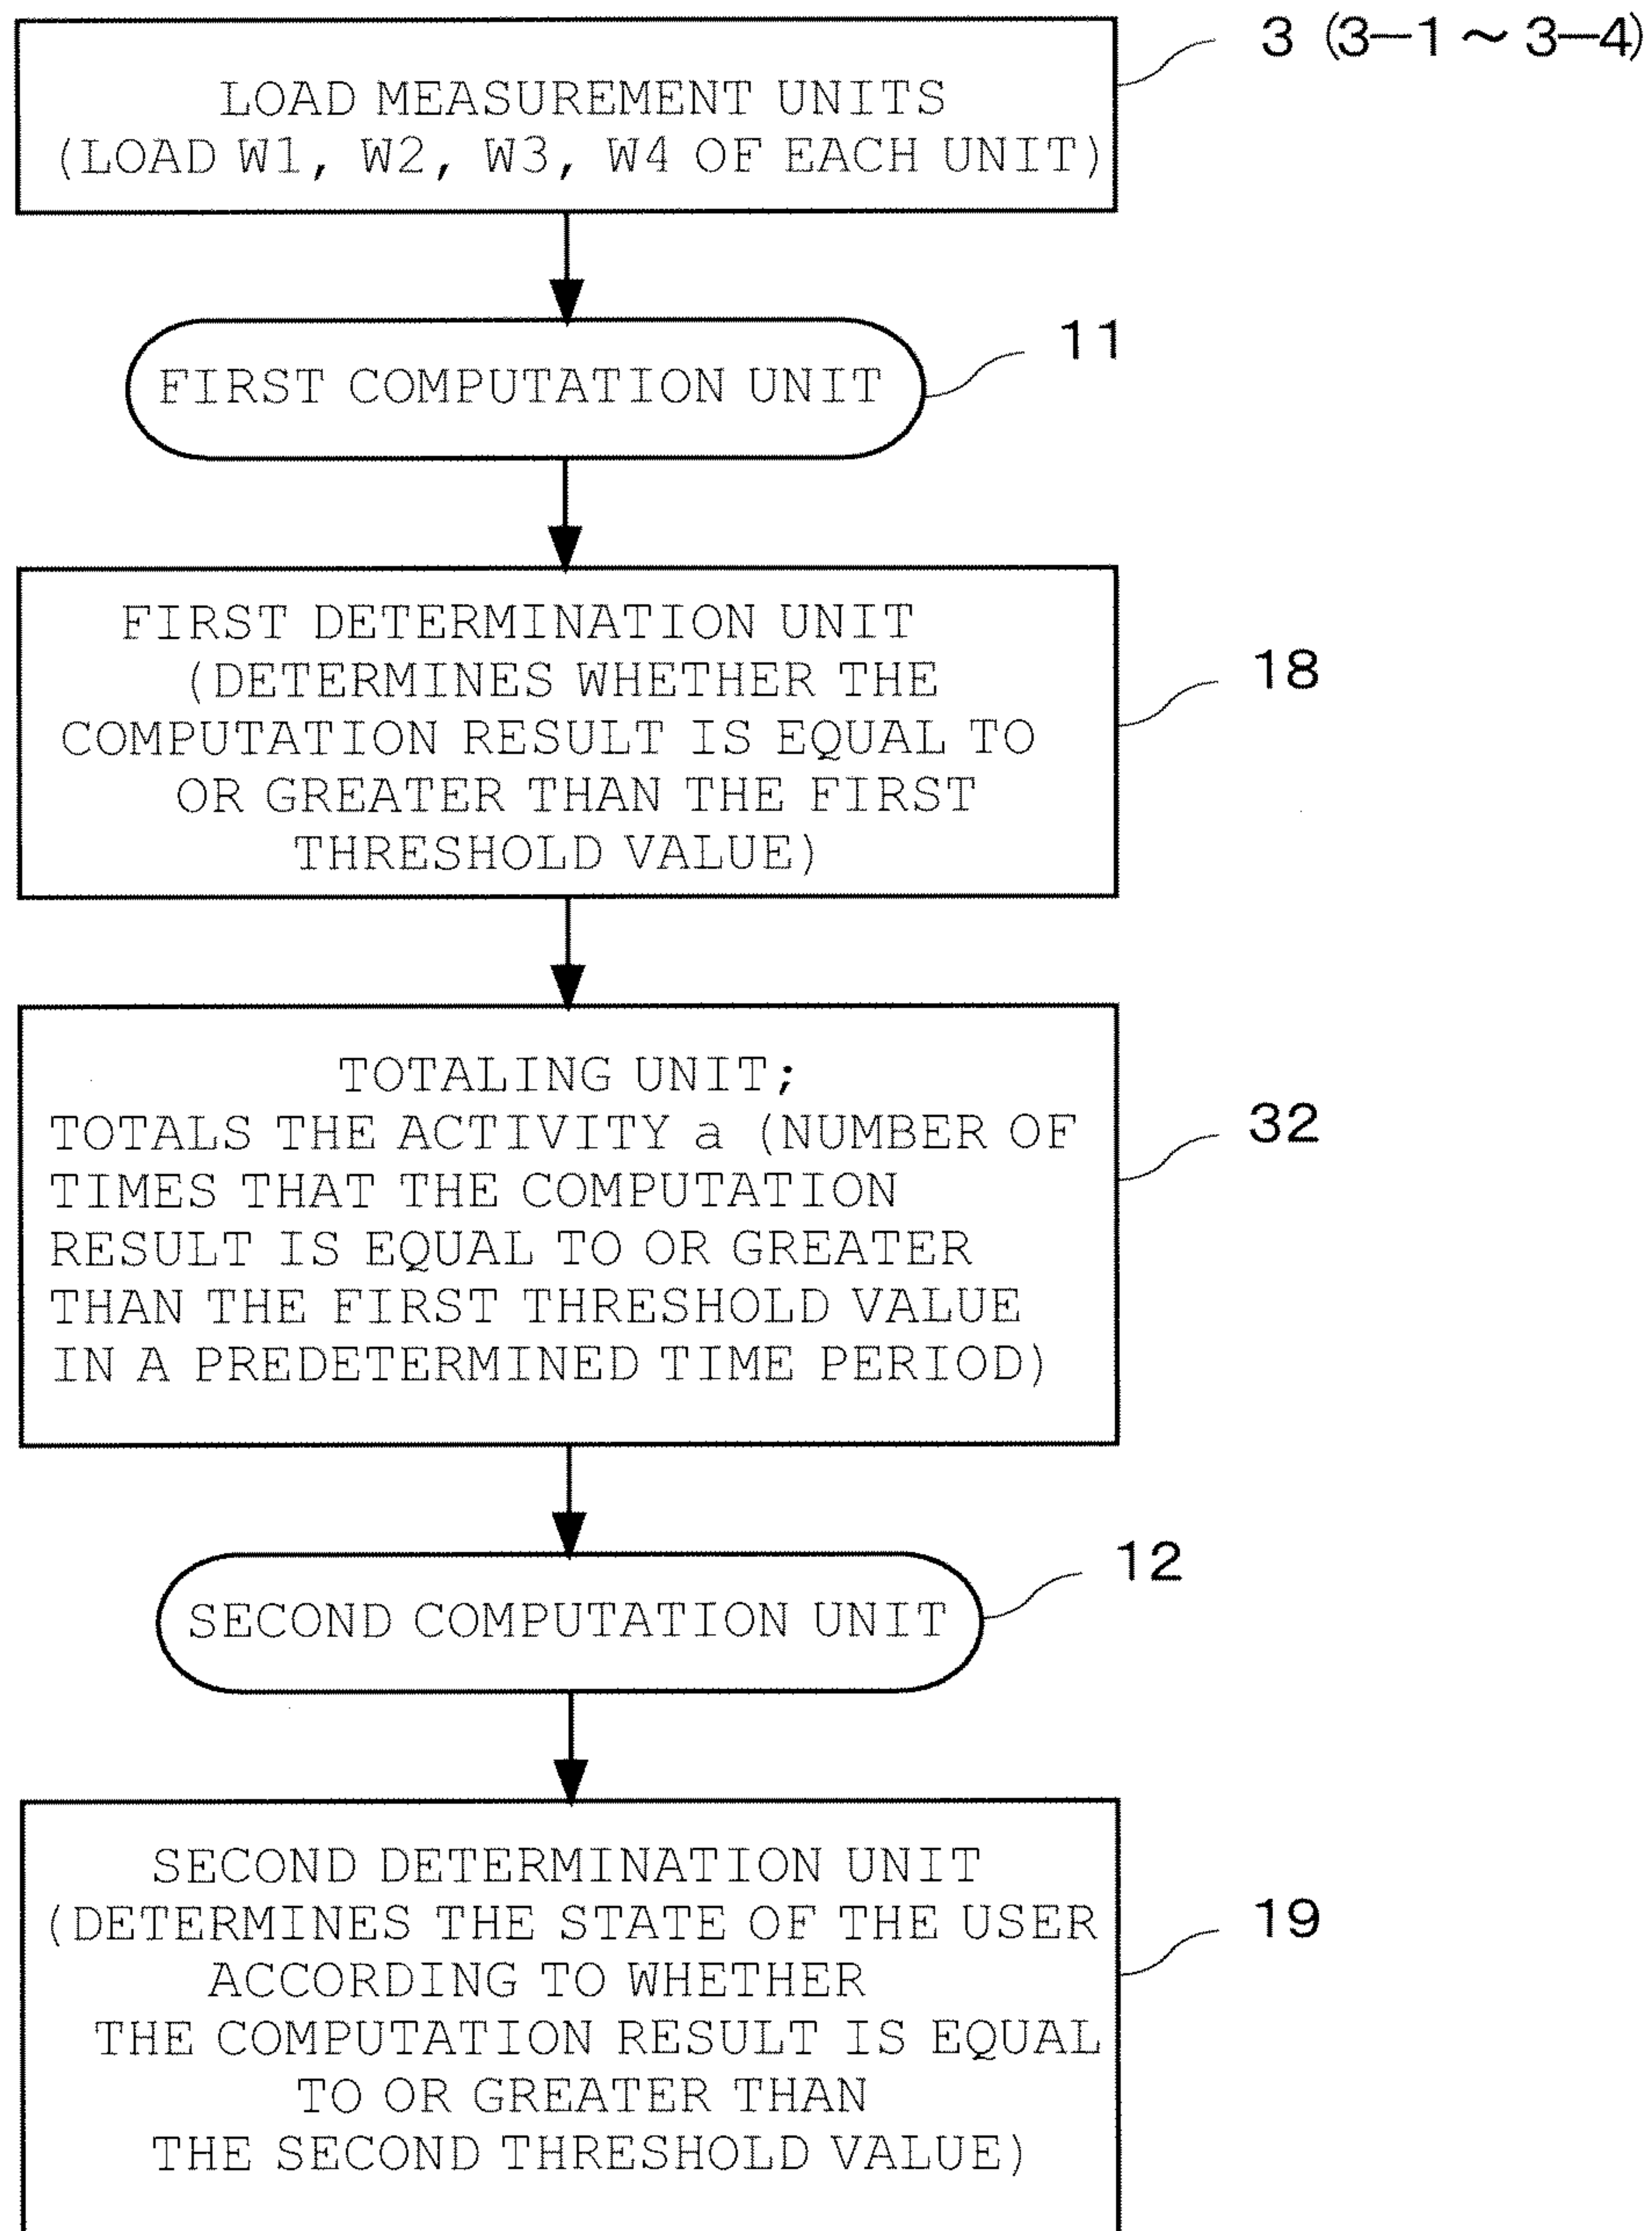 3 (3-1 ~ 3-4)
LOAD MEASUREMENT UNITS
(LOAD W1, W2, W3, W4 OF EACH UNIT)
11
FIRST COMPUTATION UNIT
FIRST DETERMINATION UNIT
(DETERMINES WHETHER THE
COMPUTATION RESULT IS EQUAL TO
OR GREATER THAN THE FIRST
THRESHOLD VALUE)
18
TOTALING UNIT;
TOTALS THE ACTIVITY a (NUMBER OF
TIMES THAT THE COMPUTATION
RESULT IS EQUAL TO OR GREATER
THAN THE FIRST THRESHOLD VALUE
IN A PREDETERMINED TIME PERIOD)
32
12
SECOND COMPUTATION UNIT
SECOND DETERMINATION UNIT
(DETERMINES THE STATE OF THE USER
ACCORDING TO WHETHER
THE COMPUTATION RESULT IS EQUAL
TO OR GREATER THAN
THE SECOND THRESHOLD VALUE)
19